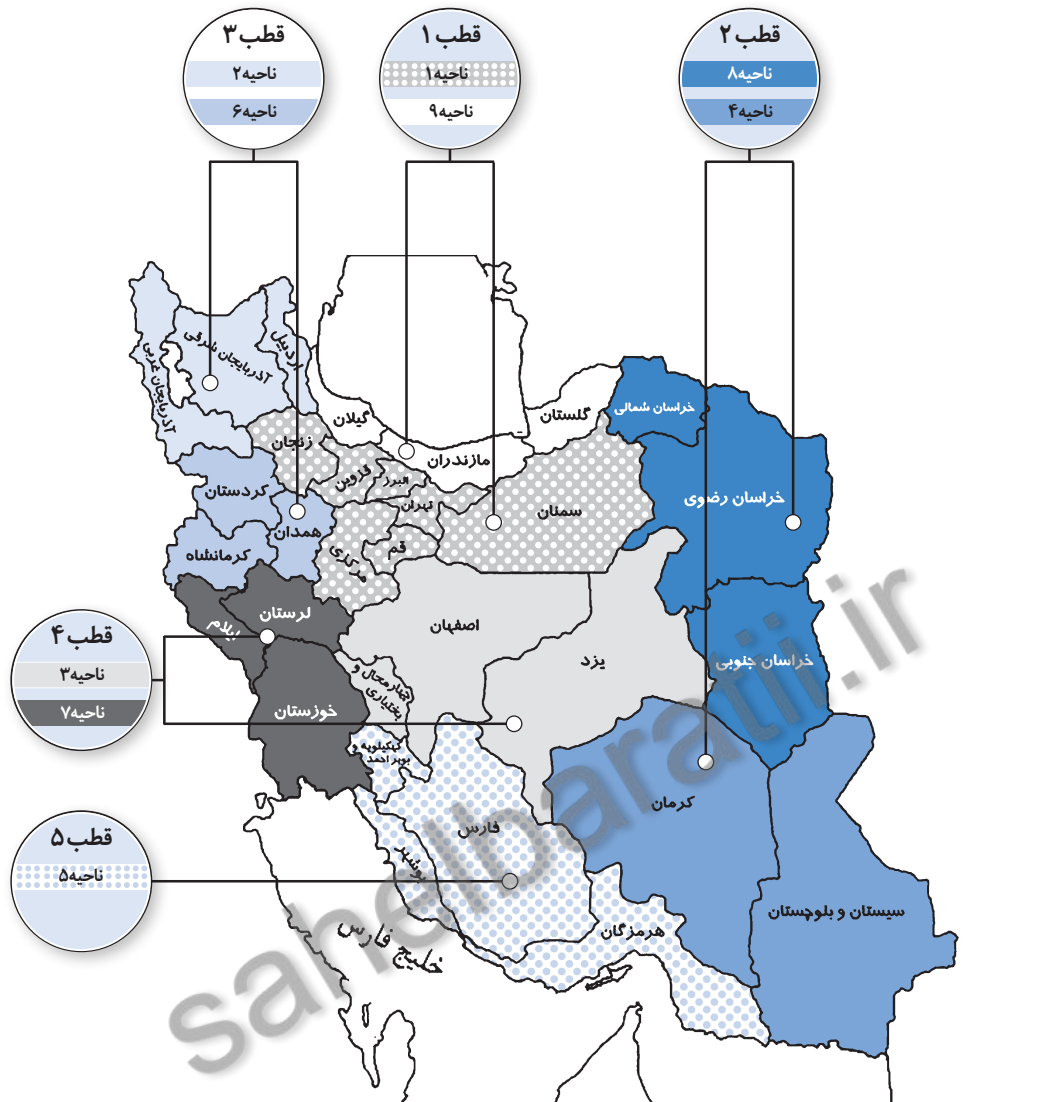 قطب ۳
ناحیه۲
ناحیه۶
قطب ۱
ناحیه۱
ناحیه۹
قطب ۲
ناحیه۸
ناحیه۴
آذربایجان غربی
آذربایجان شرقی
اردبیل
گیلان
مازندران
گلستان
خراسان شمالی
خراسان رضوی
خراسان جنوبی
زنجان
قزوین
البرز
تهران
سمنان
کردستان
همدان
کرمانشاه
مرکزی
قم
لرستان
ایلام
اصفهان
یزد
چهارمحال و
بختیاری
خوزستان
کهکیلویه و
بویر احمد
فارس
بوشهر
کرمان
هرمزگان
سیستان و بلوچستان
خلیج فارس
قطب ۴
ناحیه۳
ناحیه۷
قطب ۵
ناحیه۵
sahelbaratii.ir